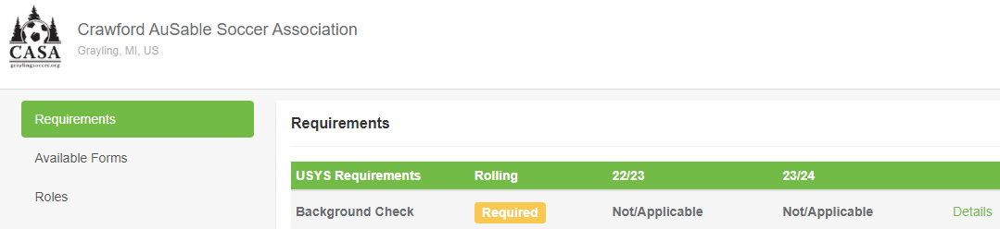 CASA
graylingsoccer.org
Crawford AuSable Soccer Association
Grayling, MI, US
Requirements
Available Forms
Roles
Requirements
USYS Requirements Rolling 22/23 23/24
Background Check Required Not/Applicable Not/Applicable Details